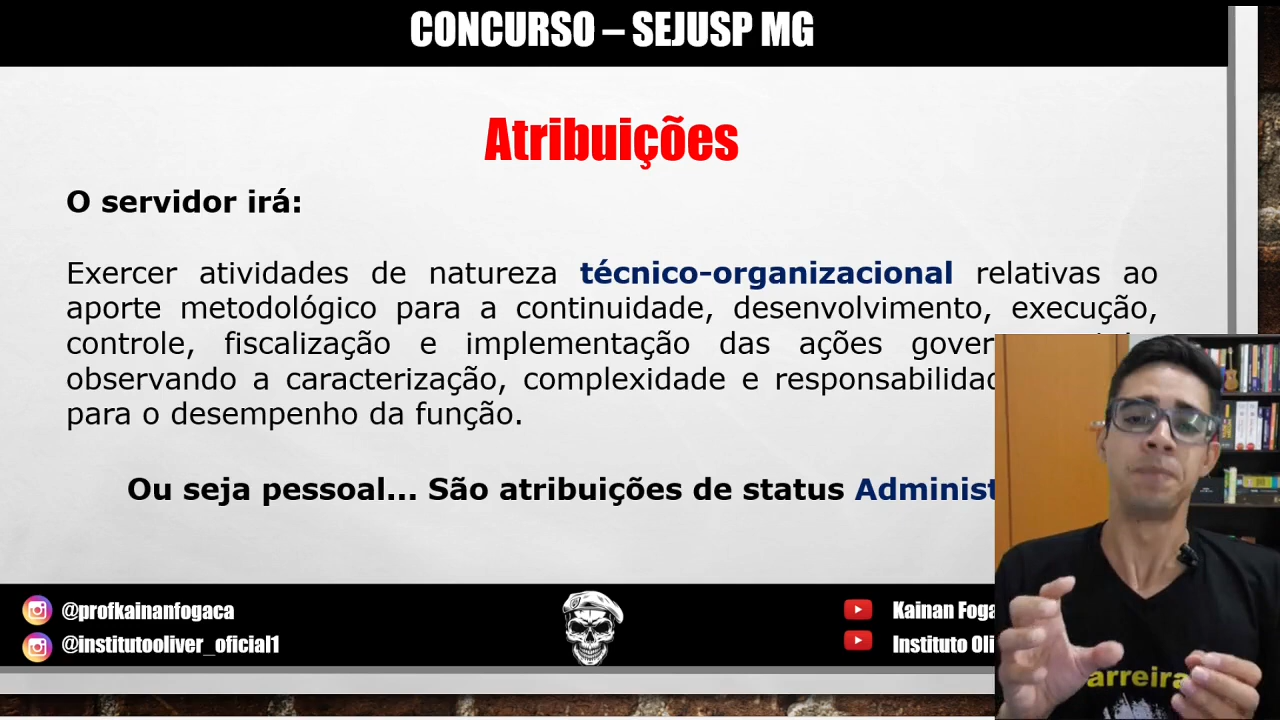 CONCURSO – SEJUSP MG
Atribuições
O servidor irá:
Exercer atividades de natureza técnico-organizacional relativas ao
aporte metodológico para a continuidade, desenvolvimento, execução,
controle, fiscalização e implementação das ações
observando a caracterização, complexidade e
para o desempenho da função.
Ou seja pessoal... São atribuições de status
@profkainanfogaca
@institutooliver_oficial1
Kainan
Instituto
arreira